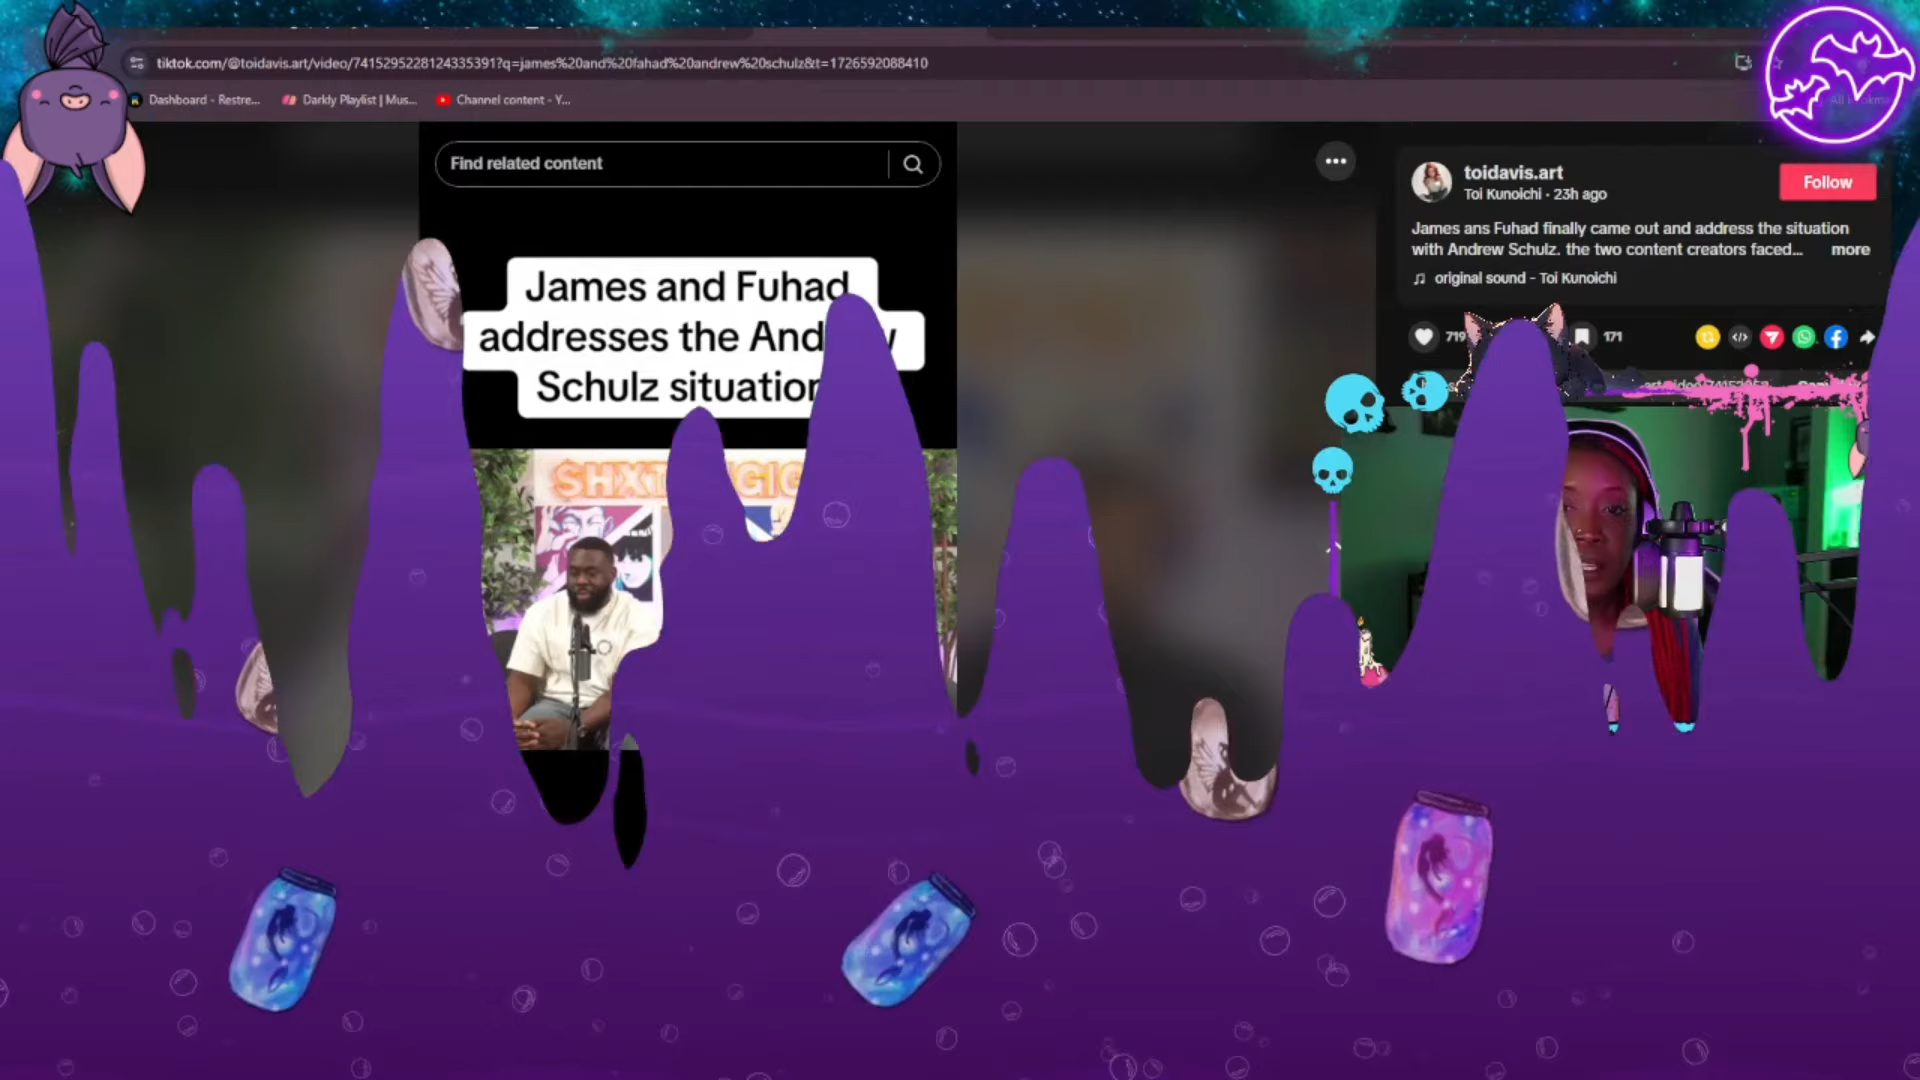 tiktok.com/@toidavis.art/video/7415295228124335391?q=james%20and%20fahad%20andrew%20schulz&t=1726592088410
Dashboard - Restre...
Darkly Playlist | Mus...
Channel content - Y...
Find related content
James and Fuhad
addresses the And
Schulz situation
toidavis.art
Toi Kunoichi · 23h ago
Follow
James ans Fuhad finally came out and address the situation
with Andrew Schulz. the two content creators faced... more
original sound - Toi Kunoichi
719
171